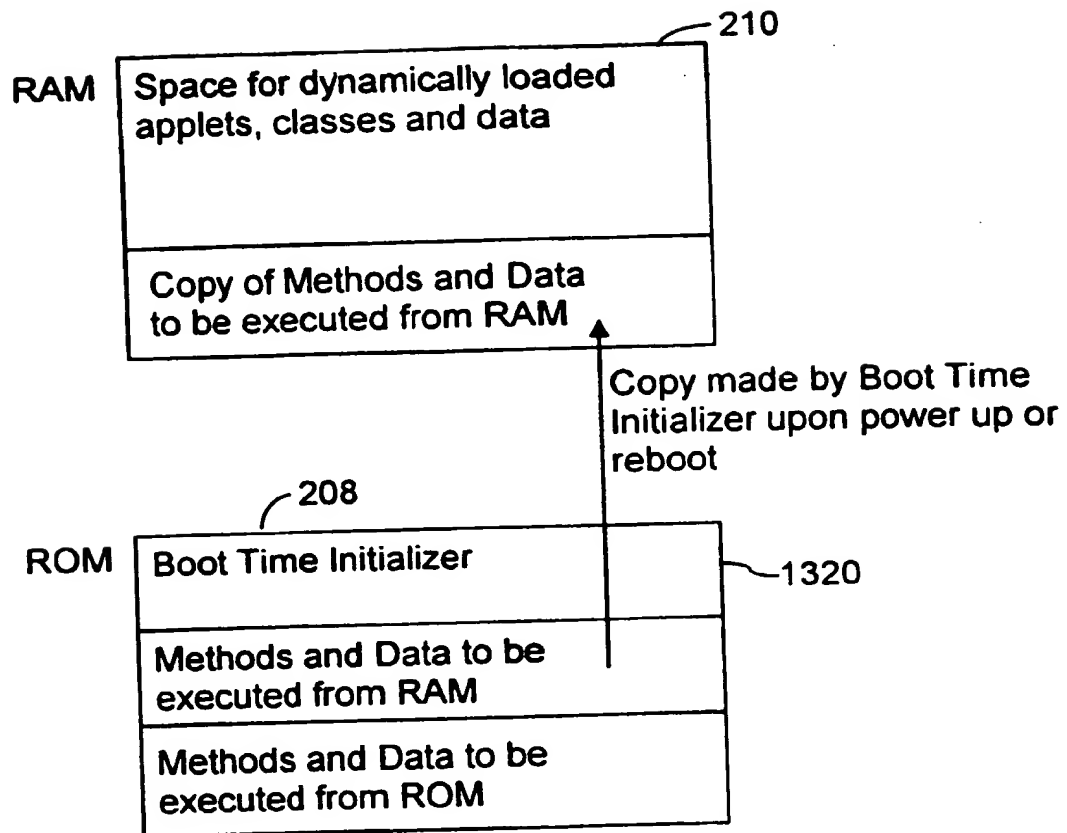 210
RAM
Space for dynamically loaded
applets, classes and data
Copy of Methods and Data
to be executed from RAM
Copy made by Boot Time
Initializer upon power up or
reboot
208
ROM
Boot Time Initializer
1320
Methods and Data to be
executed from RAM
Methods and Data to be
executed from ROM